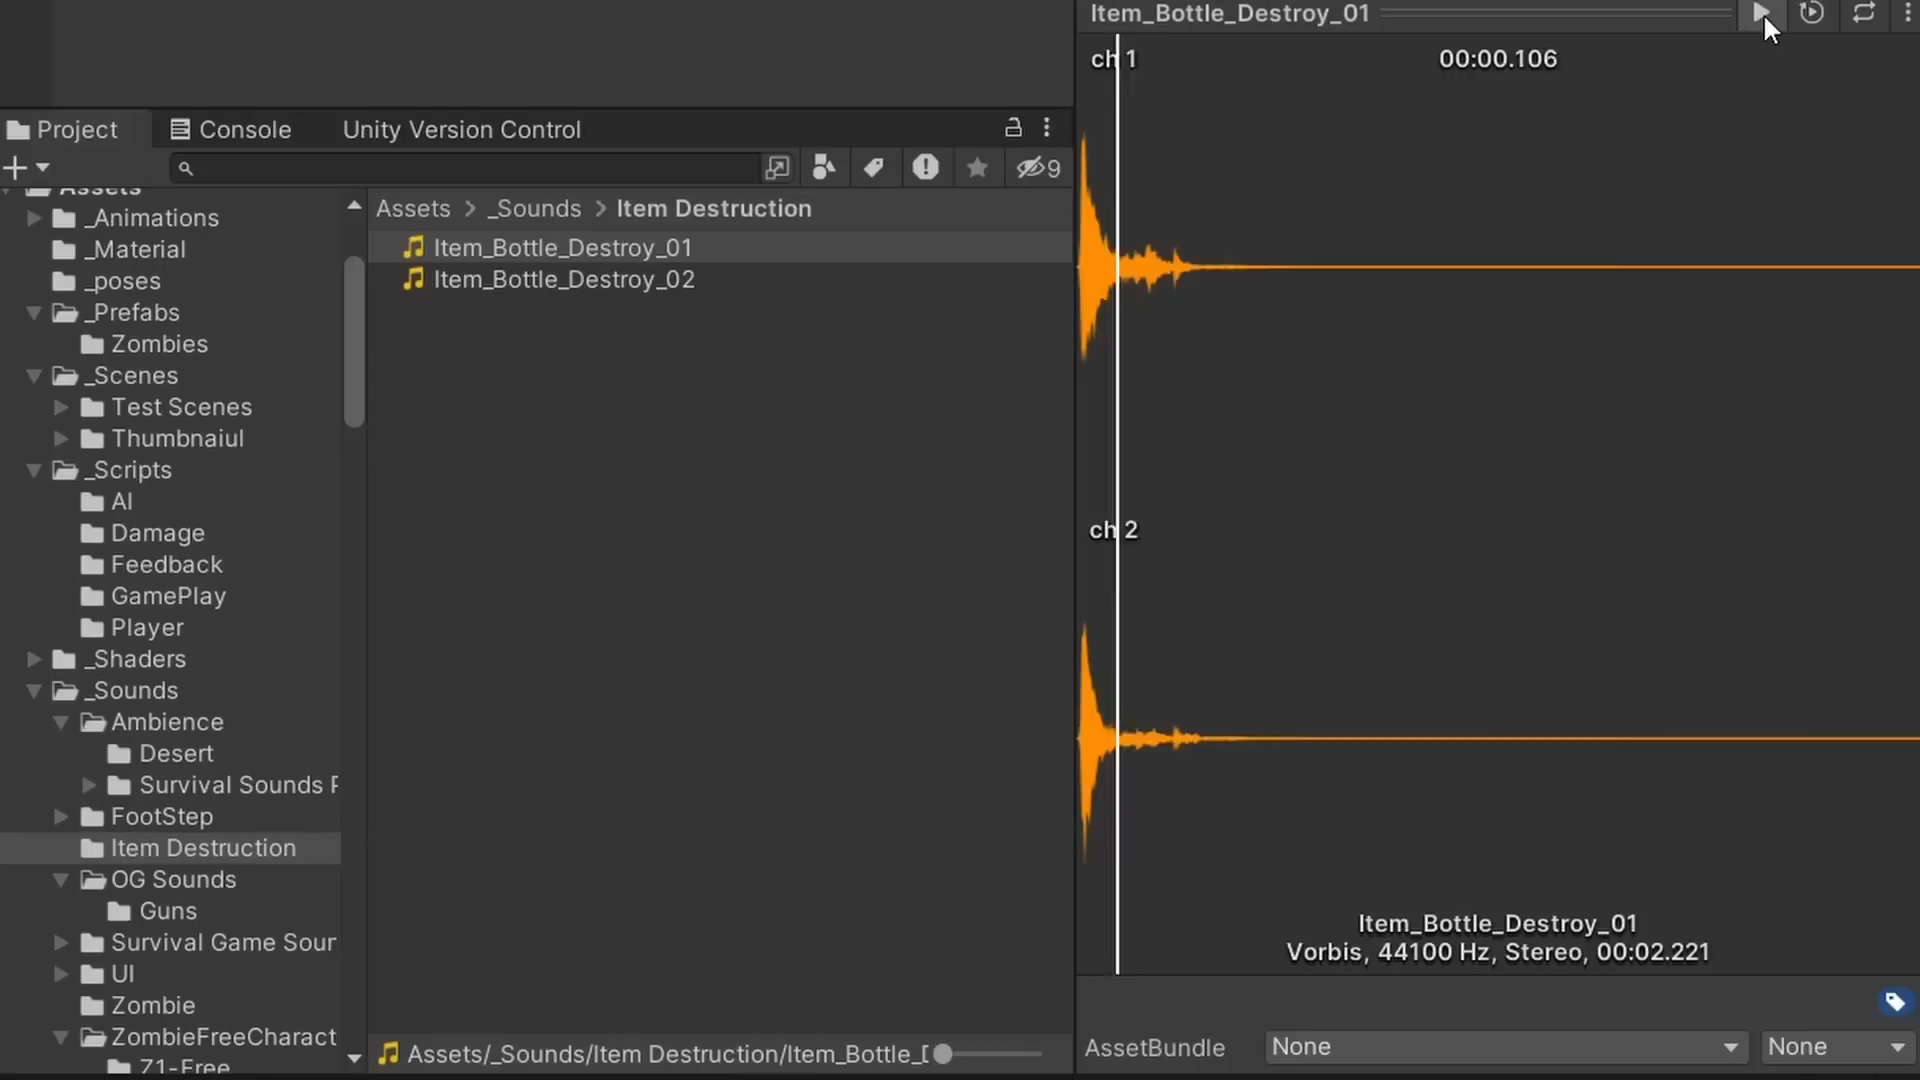 Item_Bottle_Destroy_01
ch 1
00:00.106
Project
Console
Unity Version Control
9
Assets
_Animations
_Material
_poses
_Prefabs
Zombies
_Scenes
Test Scenes
Thumbnaiul
_Scripts
AI
Damage
Feedback
GamePlay
Player
_Shaders
_Sounds
Ambience
Desert
Survival Sounds
FootStep
Item Destruction
OG Sounds
Guns
Survival Game Sour
UI
Zombie
ZombieFreeCharact
Z1-Free
Assets > _Sounds > Item Destruction
Item_Bottle_Destroy_01
Item_Bottle_Destroy_02
Assets/_Sounds/Item Destruction/Item_Bottle_
ch 2
Item_Bottle_Destroy_01
Vorbis, 44100 Hz, Stereo, 00:02.221
AssetBundle
None
None